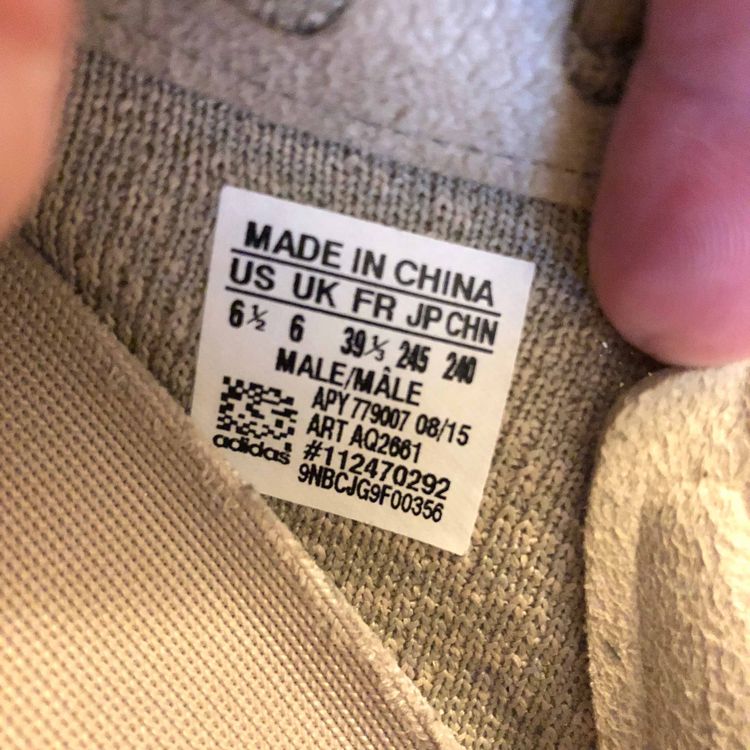 MADE IN CHINA
US UK FR JP CHN
6½ 6 39⅓ 245 240
MALE/MÂLE
APY 779007 08/15
ART AQ2661
#112470292
9NBCJG9F00356
adidas